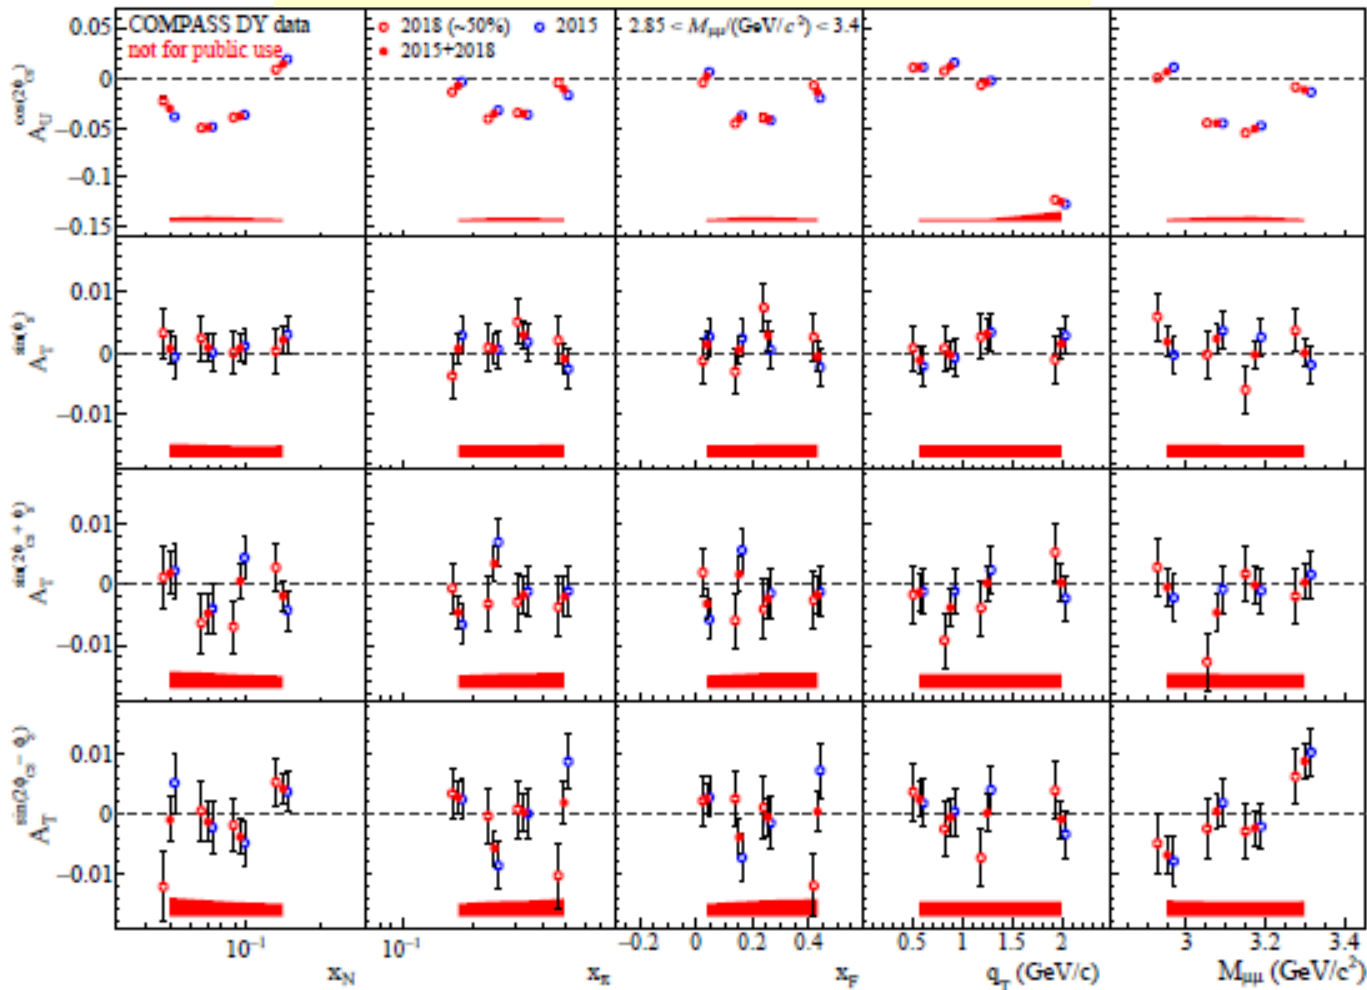 COMPASS DY data
not for public use
2018 (~50%) 2015
2015+2018
2.85 < M_μμ/(GeV/c²) < 3.4
A_U^cos(2φ_CS)
0.05
0
−0.05
−0.1
−0.15
A_T^sin(φ_S)
0.01
0
−0.01
A_T^sin(2φ_CS + φ_S)
0.01
0
−0.01
A_T^sin(2φ_CS − φ_S)
0.01
0
−0.01
10⁻¹ 10⁻¹ −0.2 0 0.2 0.4 0.6 0.5 1 1.5 2 3 3.2 3.4
x_N x_π x_F q_T (GeV/c) M_μμ (GeV/c²)